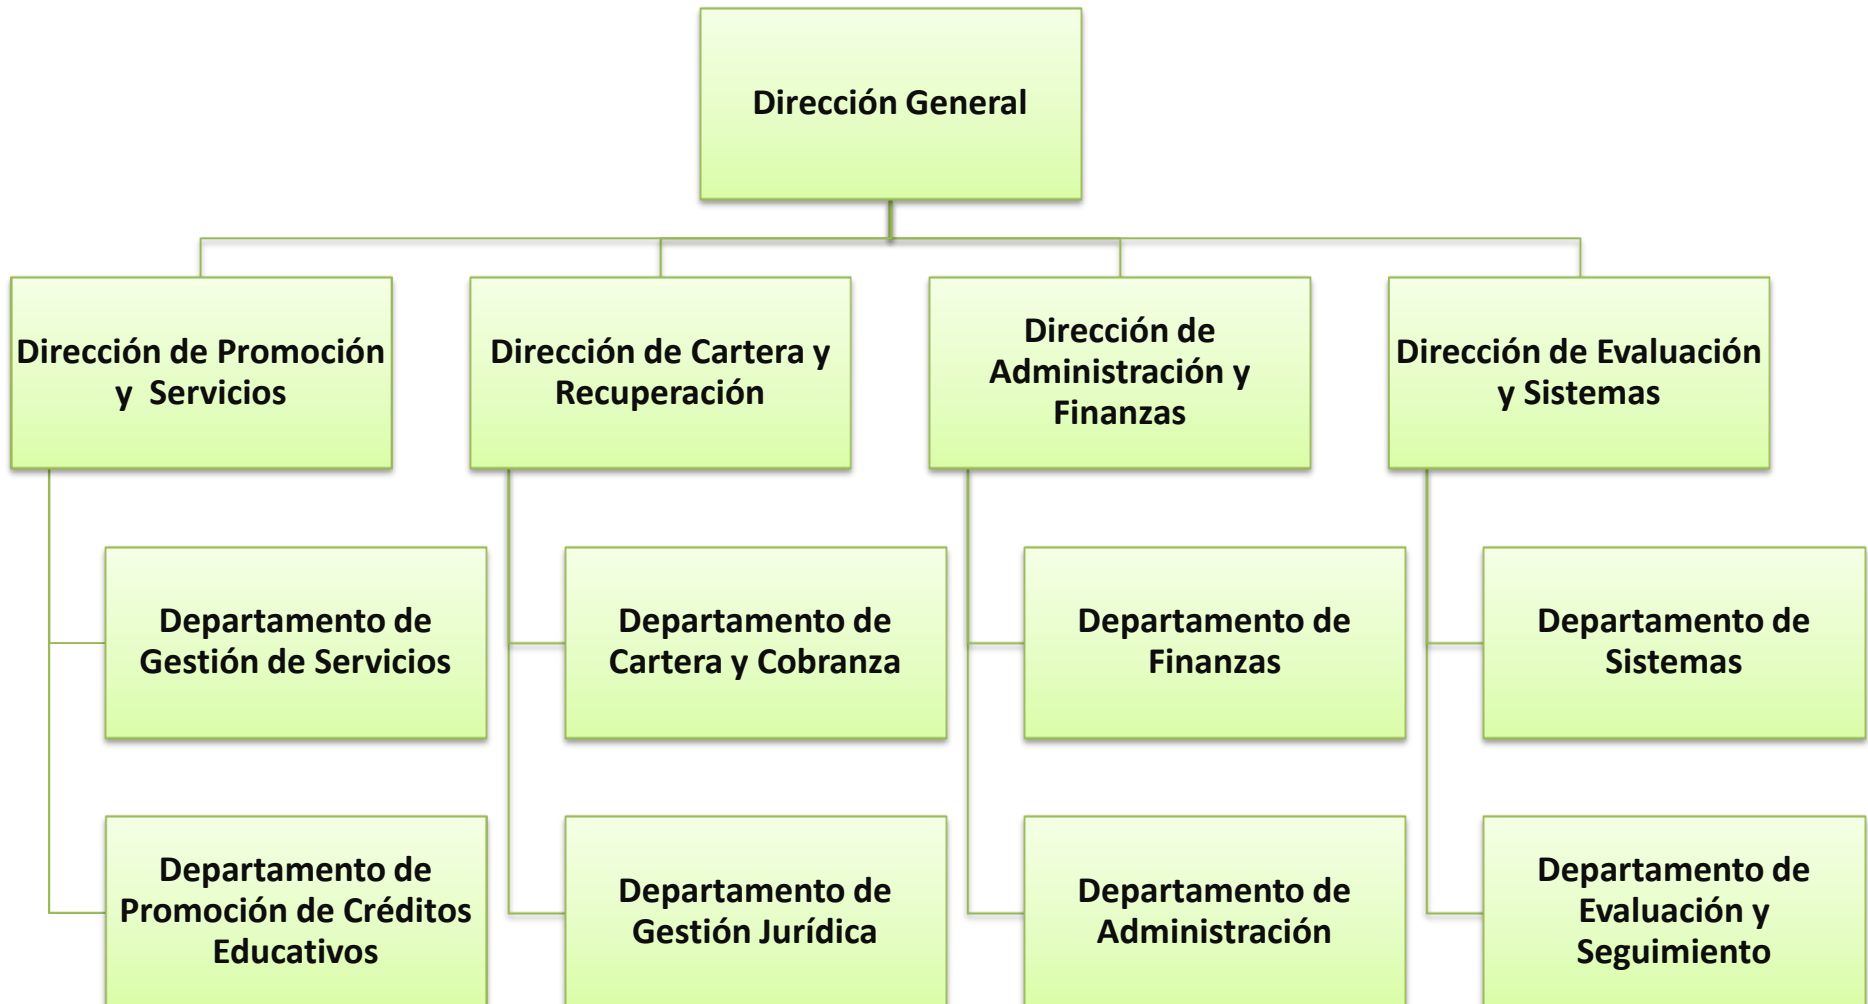 Dirección General
Dirección de Promoción
y Servicios
Dirección de Cartera y
Recuperación
Dirección de
Administración y
Finanzas
Dirección de Evaluación
y Sistemas
Departamento de
Gestión de Servicios
Departamento de
Cartera y Cobranza
Departamento de
Finanzas
Departamento de
Sistemas
Departamento de
Promoción de Créditos
Educativos
Departamento de
Gestión Jurídica
Departamento de
Administración
Departamento de
Evaluación y
Seguimiento